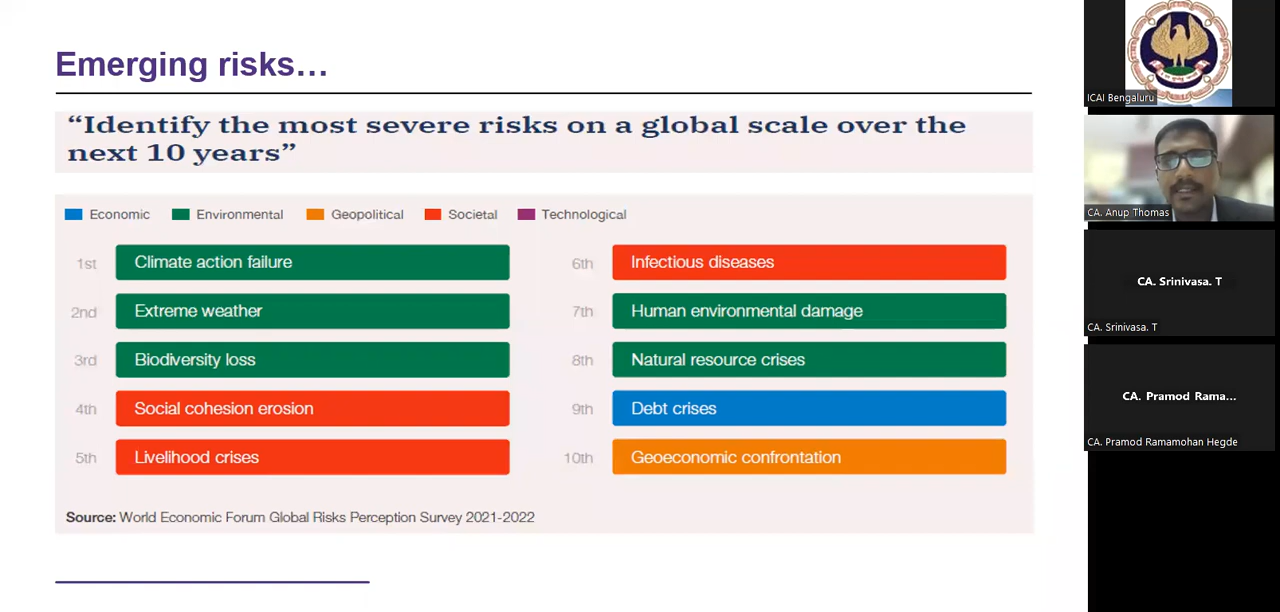 Emerging risks…
“Identify the most severe risks on a global scale over the
next 10 years”
Economic Environmental Geopolitical Societal Technological
1st Climate action failure
2nd Extreme weather
3rd Biodiversity loss
4th Social cohesion erosion
5th Livelihood crises
6th Infectious diseases
7th Human environmental damage
8th Natural resource crises
9th Debt crises
10th Geoeconomic confrontation
Source: World Economic Forum Global Risks Perception Survey 2021-2022
ICAI Bengaluru
CA. Anup Thomas
CA. Srinivasa. T
CA. Srinivasa. T
CA. Pramod Rama...
CA. Pramod Ramamohan Hegde